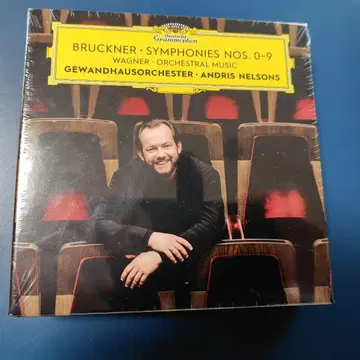 Deutsche
Grammophon
BRUCKNER · SYMPHONIES NOS. 0–9
WAGNER · ORCHESTRAL MUSIC
GEWANDHAUSORCHESTER · ANDRIS NELSONS